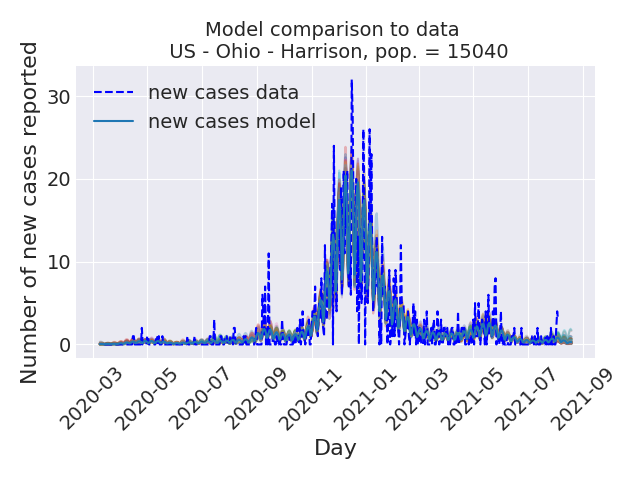 Model comparison to data
US - Ohio - Harrison, pop. = 15040
Number of new cases reported
new cases data
new cases model
30
20
10
0
2020-03
2020-05
2020-07
2020-09
2020-11
2021-01
2021-03
2021-05
2021-07
2021-09
Day